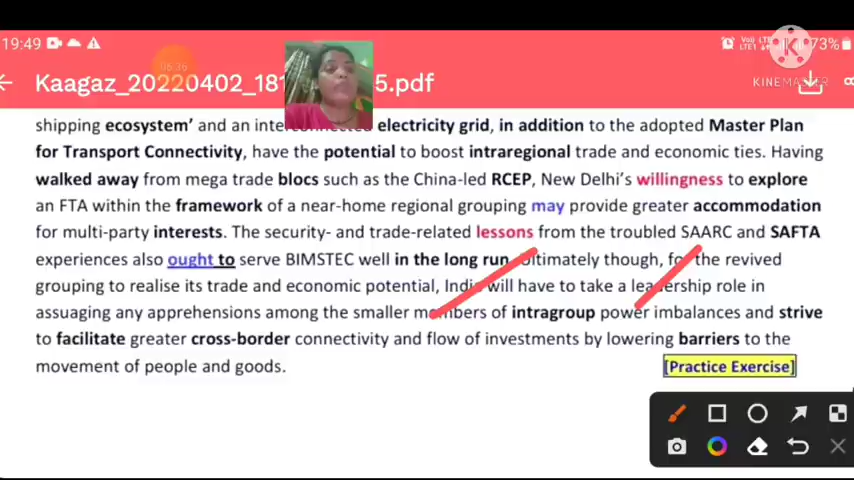 19:49 73%
06:36
Kaagaz_20220402_181 5.pdf
KINEMASTER
shipping ecosystem' and an electricity grid, in addition to the adopted Master Plan
for Transport Connectivity, have the potential to boost intraregional trade and economic ties. Having
walked away from mega trade blocs such as the China-led RCEP, New Delhi's willingness to explore
an FTA within the framework of a near-home regional grouping may provide greater accommodation
for multi-party interests. The security- and trade-related lessons from the troubled SAARC and SAFTA
experiences also ought to serve BIMSTEC well in the long run. Ultimately though, for the revived
grouping to realise its trade and economic potential, India will have to take a leadership role in
assuaging any apprehensions among the smaller members of intragroup power imbalances and strive
to facilitate greater cross-border connectivity and flow of investments by lowering barriers to the
movement of people and goods. [Practice Exercise]